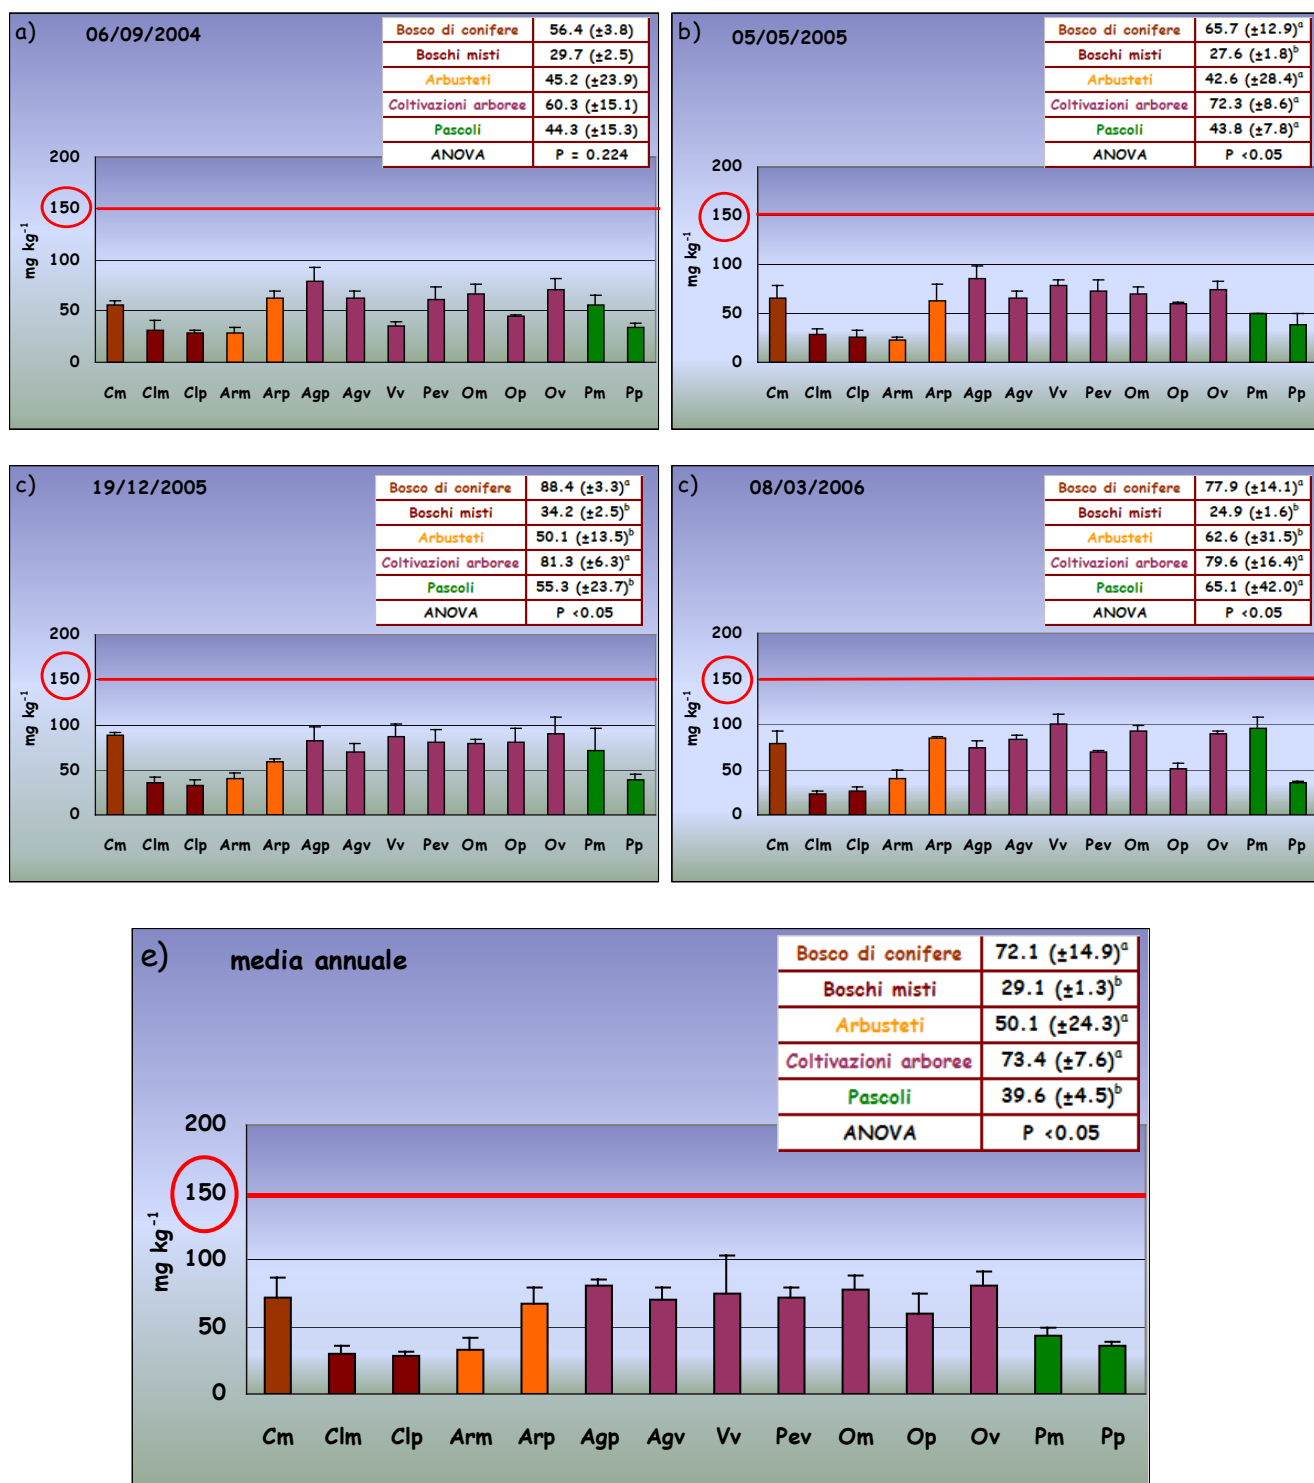 a) 06/09/2004
Bosco di conifere 56.4 (±3.8)
Boschi misti 29.7 (±2.5)
Arbusteti 45.2 (±23.9)
Coltivazioni arboree 60.3 (±15.1)
Pascoli 44.3 (±15.3)
ANOVA P = 0.224
200
150
100
50
0
mg kg⁻¹
Cm Clm Clp Arm Arp Agp Agv Vv Pev Om Op Ov Pm Pp
b) 05/05/2005
Bosco di conifere 65.7 (±12.9)ᵃ
Boschi misti 27.6 (±1.8)ᵇ
Arbusteti 42.6 (±28.4)ᵃ
Coltivazioni arboree 72.3 (±8.6)ᵃ
Pascoli 43.8 (±7.8)ᵃ
ANOVA P <0.05
200
150
100
50
0
mg kg⁻¹
Cm Clm Clp Arm Arp Agp Agv Vv Pev Om Op Ov Pm Pp
c) 19/12/2005
Bosco di conifere 88.4 (±3.3)ᵃ
Boschi misti 34.2 (±2.5)ᵇ
Arbusteti 50.1 (±13.5)ᵇ
Coltivazioni arboree 81.3 (±6.3)ᵃ
Pascoli 55.3 (±23.7)ᵇ
ANOVA P <0.05
200
150
100
50
0
mg kg⁻¹
Cm Clm Clp Arm Arp Agp Agv Vv Pev Om Op Ov Pm Pp
c) 08/03/2006
Bosco di conifere 77.9 (±14.1)ᵃ
Boschi misti 24.9 (±1.6)ᵇ
Arbusteti 62.6 (±31.5)ᵇ
Coltivazioni arboree 79.6 (±16.4)ᵃ
Pascoli 65.1 (±42.0)ᵃ
ANOVA P <0.05
200
150
100
50
0
mg kg⁻¹
Cm Clm Clp Arm Arp Agp Agv Vv Pev Om Op Ov Pm Pp
e) media annuale
Bosco di conifere 72.1 (±14.9)ᵃ
Boschi misti 29.1 (±1.3)ᵇ
Arbusteti 50.1 (±24.3)ᵃ
Coltivazioni arboree 73.4 (±7.6)ᵃ
Pascoli 39.6 (±4.5)ᵇ
ANOVA P <0.05
200
150
100
50
0
mg kg⁻¹
Cm Clm Clp Arm Arp Agp Agv Vv Pev Om Op Ov Pm Pp